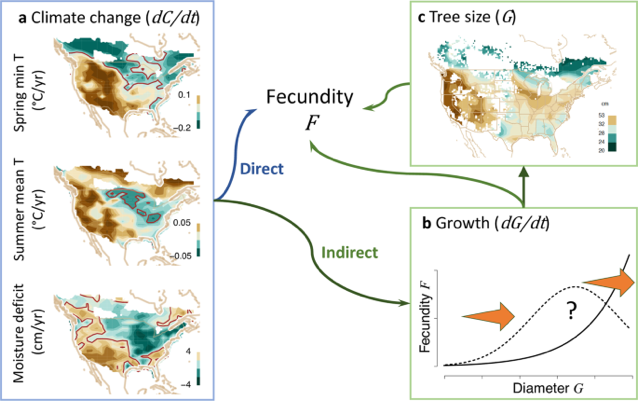 a Climate change (dC/dt)
Spring min T
(°C/yr)
0.1
−0.2
Summer mean T
(°C/yr)
0.05
−0.05
Moisture deficit
(cm/yr)
4
−4
Fecundity
F
Direct
Indirect
c Tree size (G)
cm
53
32
28
24
20
b Growth (dG/dt)
Fecundity F
?
Diameter G